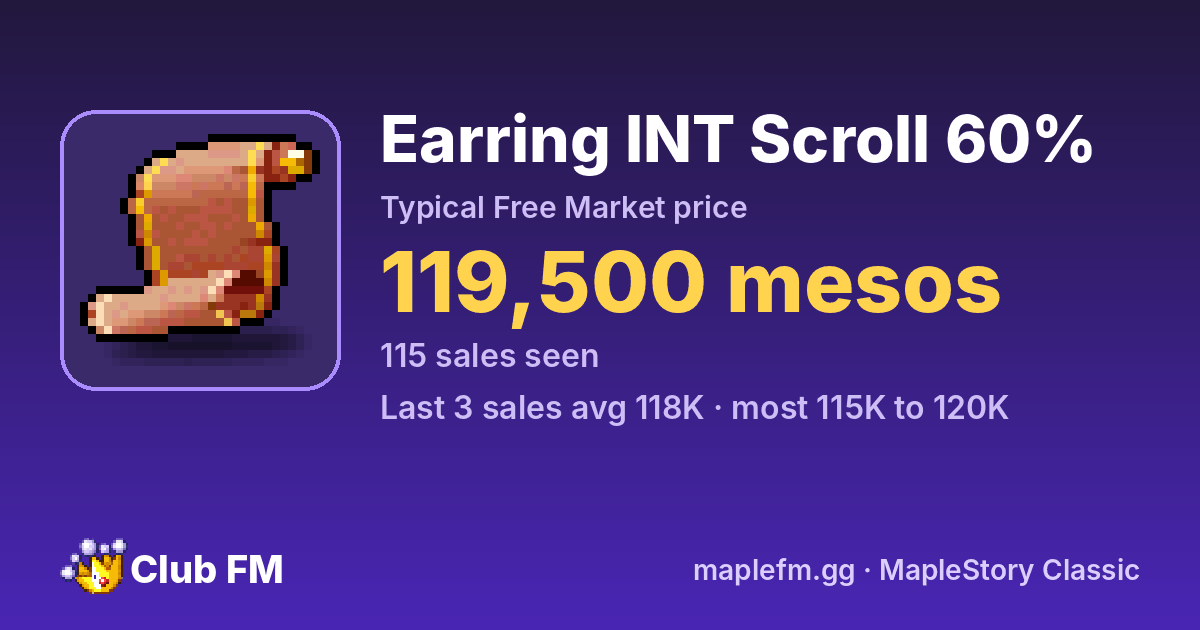 Earring INT Scroll 60%
Typical Free Market price
119,500 mesos
115 sales seen
Last 3 sales avg 118K · most 115K to 120K
Club FM
maplefm.gg · MapleStory Classic